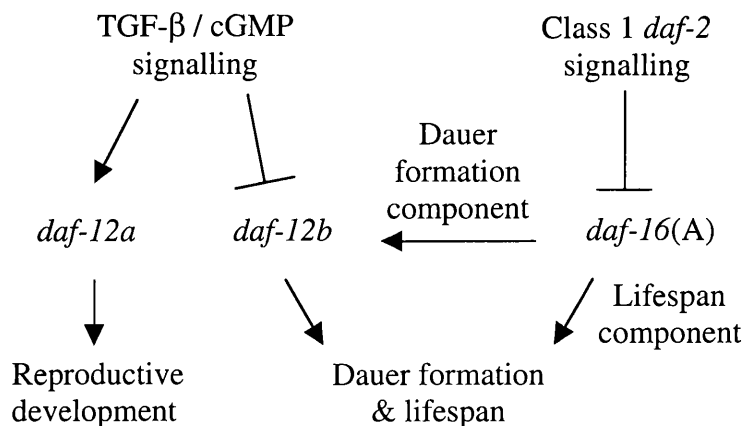 TGF-β / cGMP
signalling
Class 1 daf-2
signalling
Dauer
formation
component
daf-12a
daf-12b
daf-16(A)
Lifespan
component
Reproductive
development
Dauer formation
& lifespan